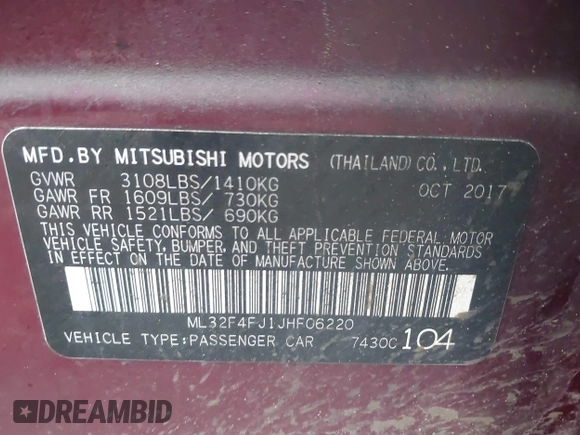 MFD.BY MITSUBISHI MOTORS (THAILAND) CO., LTD.
GVWR 3108LBS/1410KG OCT 2017
GAWR FR 1609LBS/ 730KG
GAWR RR 1521LBS/ 690KG
THIS VEHICLE CONFORMS TO ALL APPLICABLE FEDERAL MOTOR
VEHICLE SAFETY, BUMPER, AND THEFT PREVENTION STANDARDS
IN EFFECT ON THE DATE OF MANUFACTURE SHOWN ABOVE.
ML32F4FJ1JHF06220
VEHICLE TYPE:PASSENGER CAR 7430C 104
DREAMBID